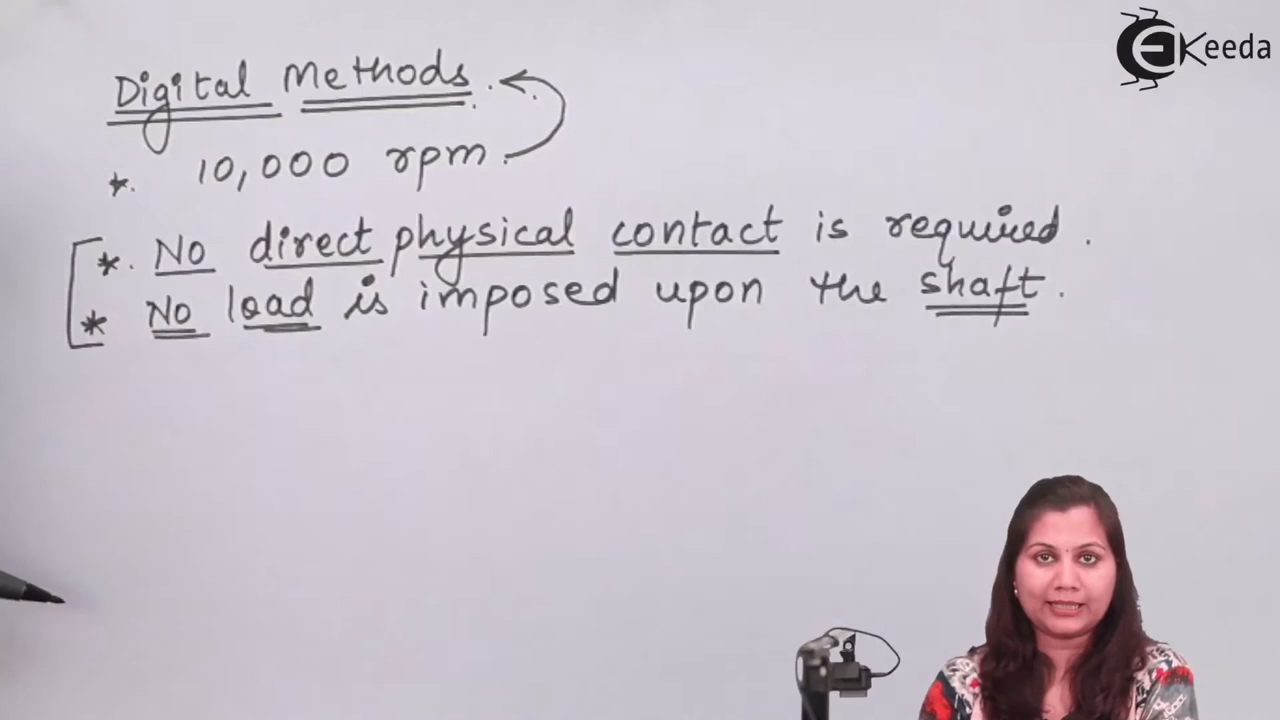 EKeeda
Digital Methods.
*. 10,000 rpm.
*. No direct physical contact is required.
* No load is imposed upon the shaft.